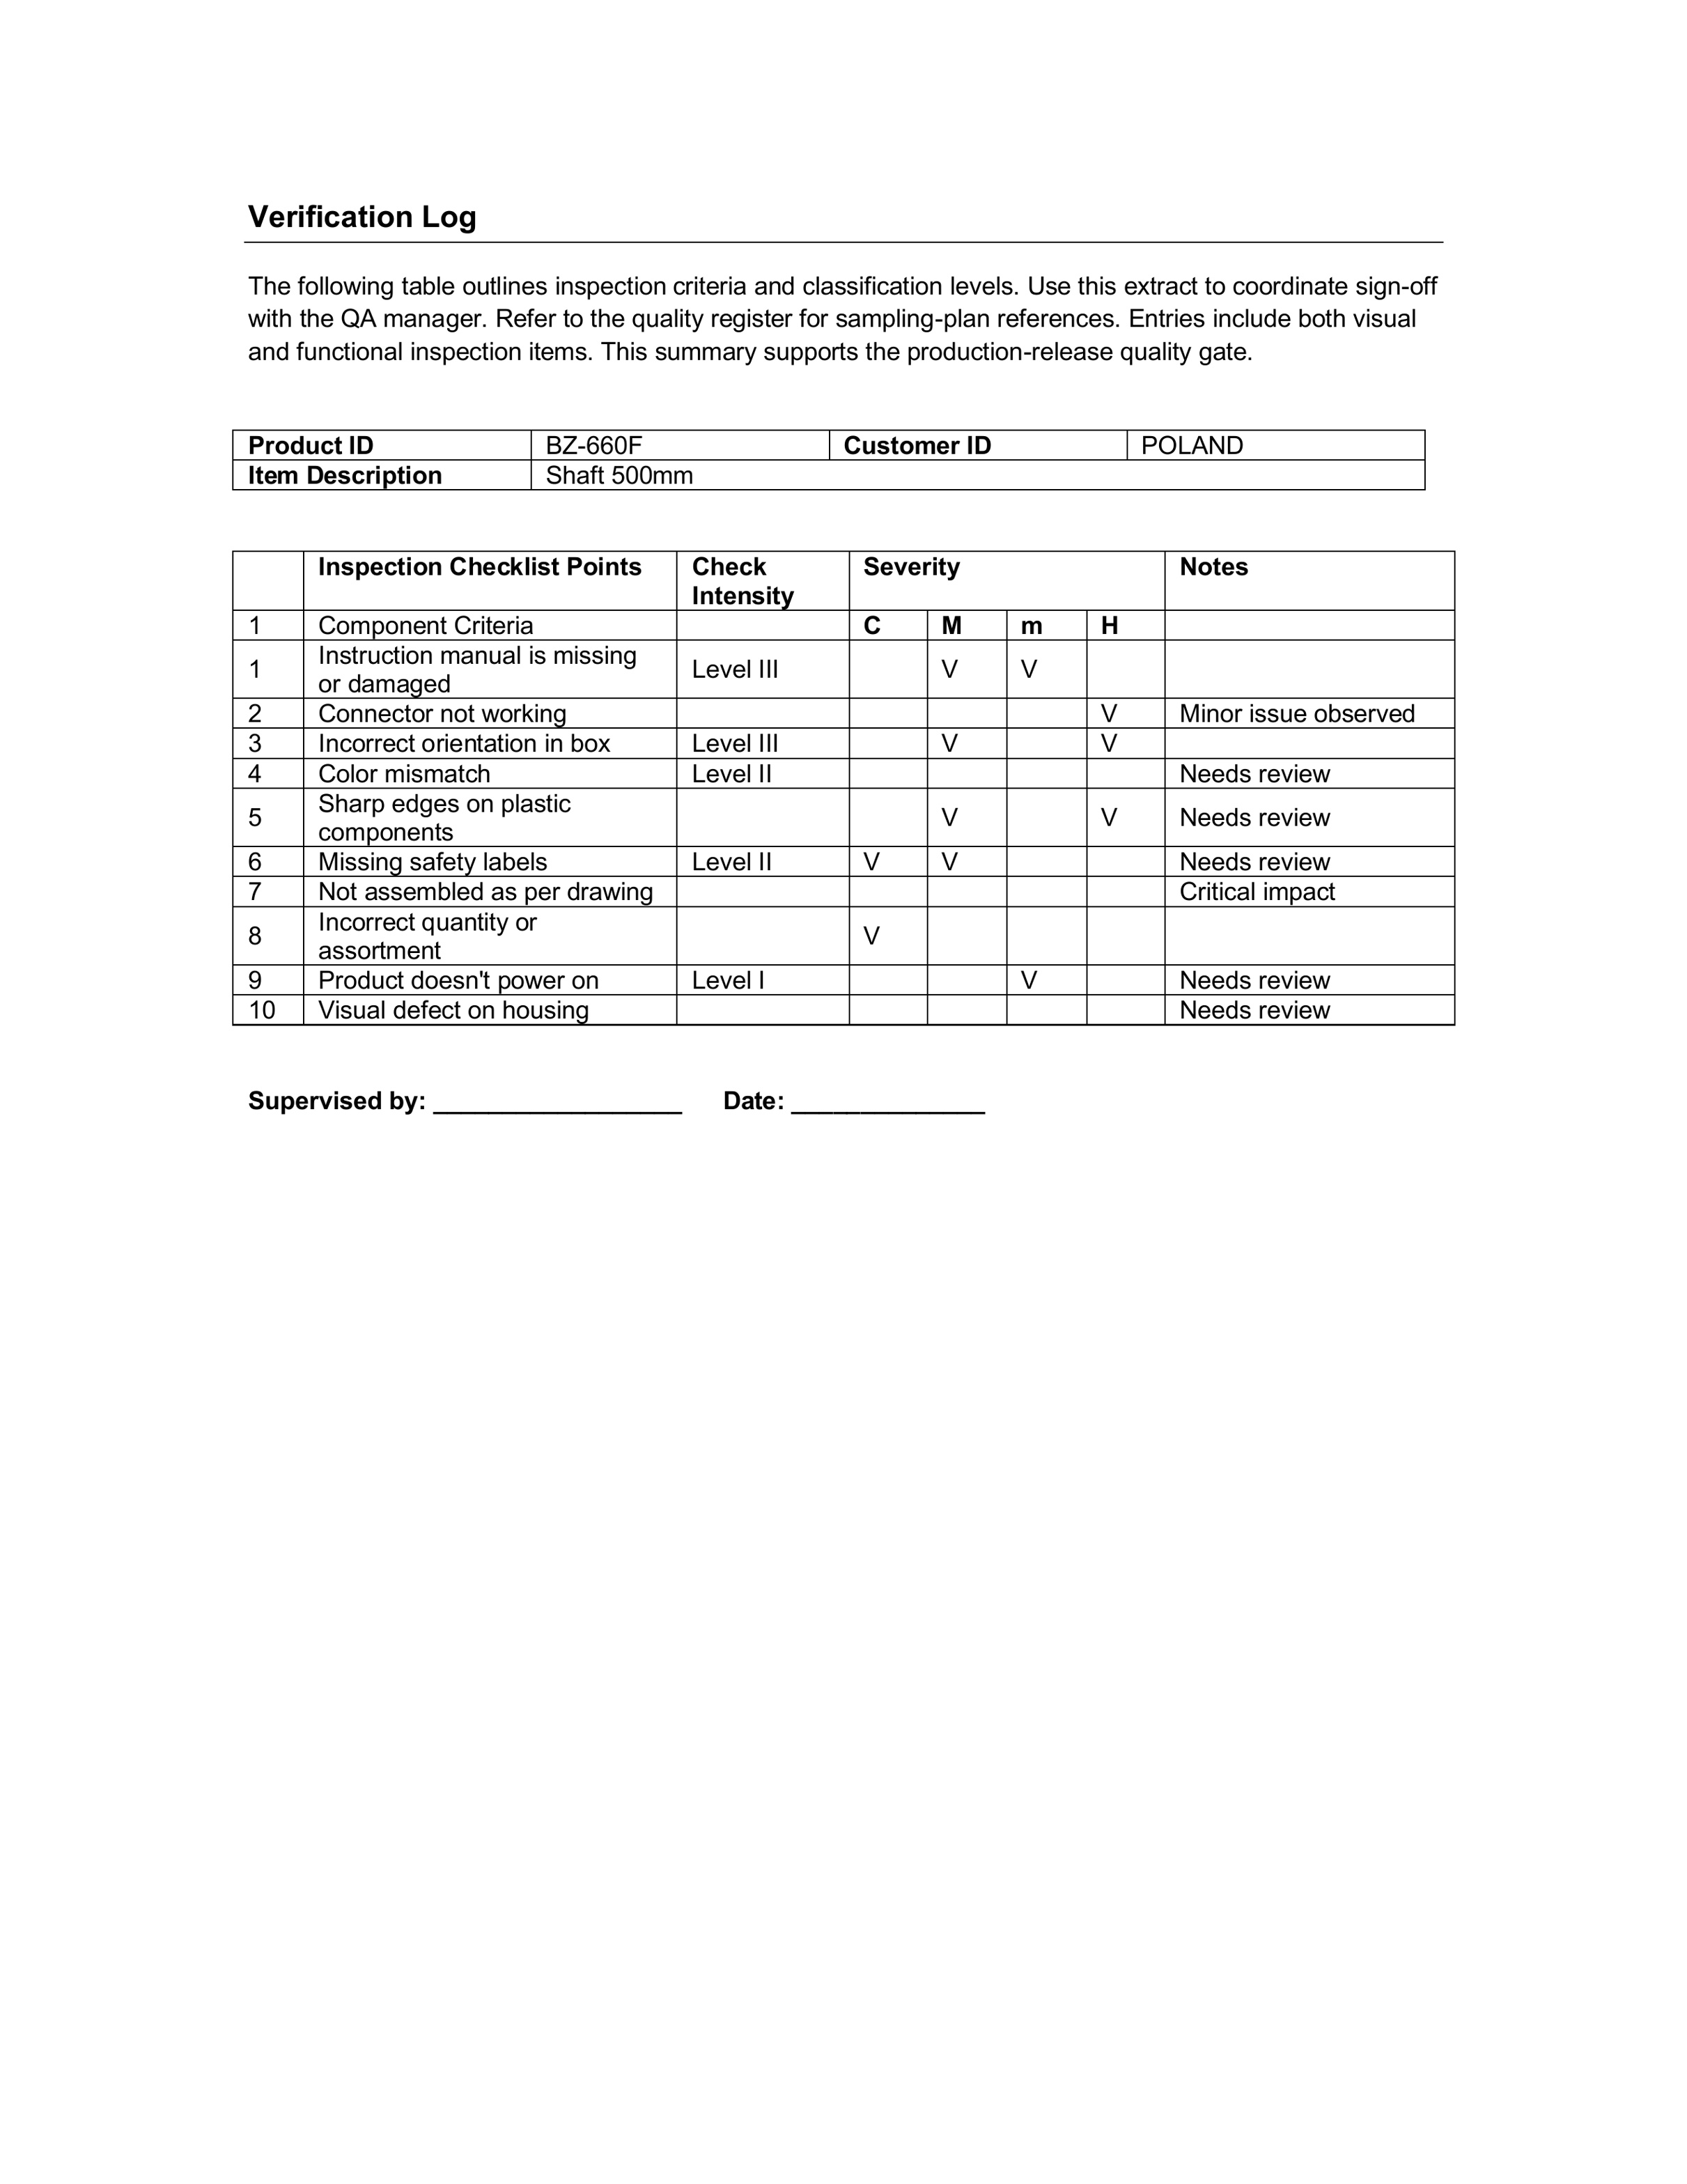 Verification Log
The following table outlines inspection criteria and classification levels. Use this extract to coordinate sign-off
with the QA manager. Refer to the quality register for sampling-plan references. Entries include both visual
and functional inspection items. This summary supports the production-release quality gate.
Product ID BZ-660F Customer ID POLAND
Item Description Shaft 500mm
Inspection Checklist Points Check Intensity Severity Notes
1 Component Criteria C M m H
1 Instruction manual is missing or damaged Level III V V
2 Connector not working V Minor issue observed
3 Incorrect orientation in box Level III V V
4 Color mismatch Level II Needs review
5 Sharp edges on plastic components V V Needs review
6 Missing safety labels Level II V V Needs review
7 Not assembled as per drawing Critical impact
8 Incorrect quantity or assortment V
9 Product doesn't power on Level I V Needs review
10 Visual defect on housing Needs review
Supervised by: __________________ Date: ______________